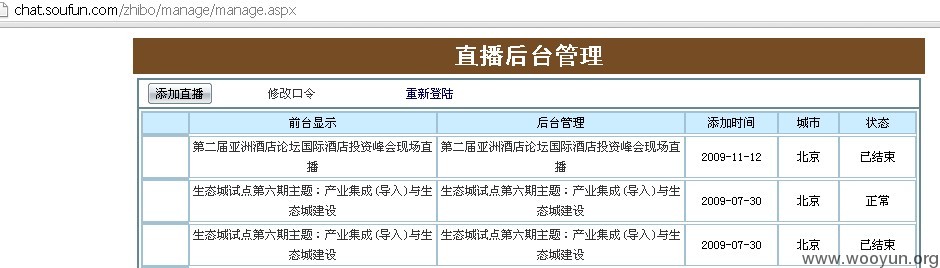 chat.soufun.com/zhibo/manage/manage.aspx
直播后台管理
添加直播 修改口令 重新登陆
前台显示 后台管理 添加时间 城市 状态
第二届亚洲酒店论坛国际酒店投资峰会现场直 第二届亚洲酒店论坛国际酒店投资峰会现场直 2009-11-12 北京 已结束
播 播
生态城试点第六期主题：产业集成(导入)与生 生态城试点第六期主题：产业集成(导入)与生 2009-07-30 北京 正常
态城建设 态城建设
生态城试点第六期主题：产业集成(导入)与生 生态城试点第六期主题：产业集成(导入)与生 2009-07-30 北京 已结束
态城建设 态城建设
www.wooyun.org